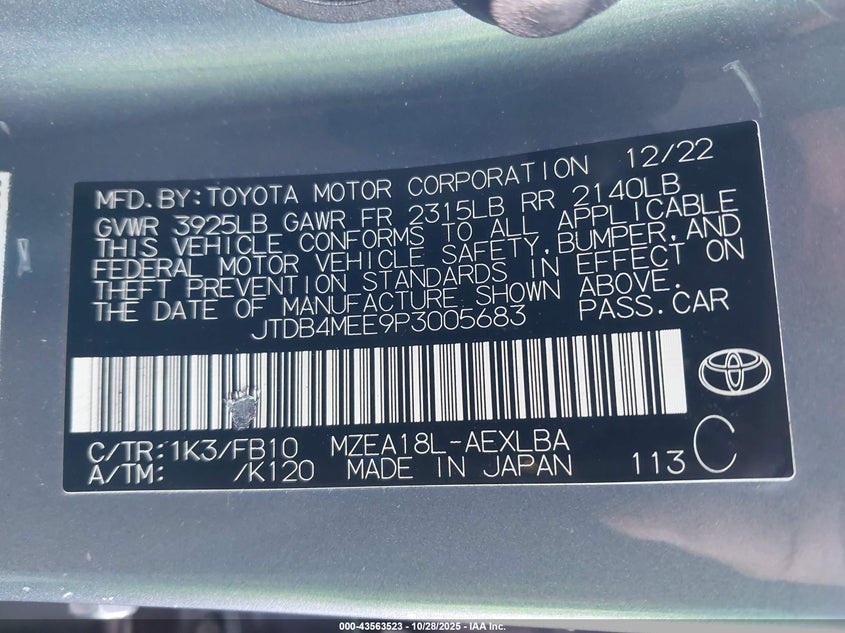 MFD. BY: TOYOTA MOTOR CORPORATION 12/22
GVWR 3925LB GAWR FR 2315LB RR 2140LB
THIS VEHICLE CONFORMS TO ALL APPLICABLE
FEDERAL MOTOR VEHICLE SAFETY, BUMPER, AND
THEFT PREVENTION STANDARDS IN EFFECT ON
THE DATE OF MANUFACTURE SHOWN ABOVE.
JTDB4MEE9P3005683 PASS. CAR
C/TR: 1K3/FB10 MZEA18L-AEXLBA
A/TM: /K120 MADE IN JAPAN 113 C
000-43563523 - 10/28/2025 - IAA Inc.